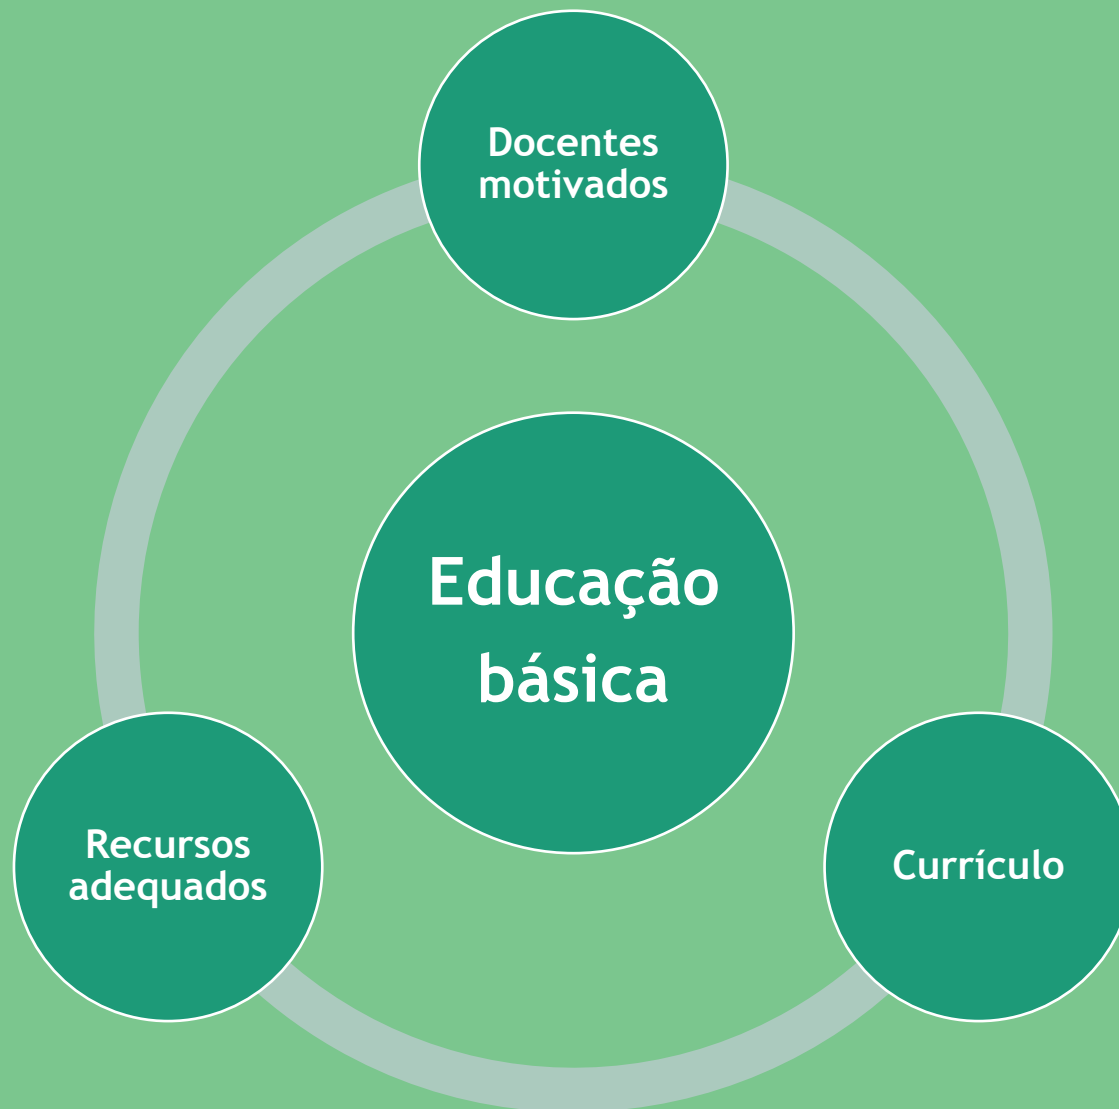 Docentes
motivados
Educação
básica
Recursos
adequados
Currículo